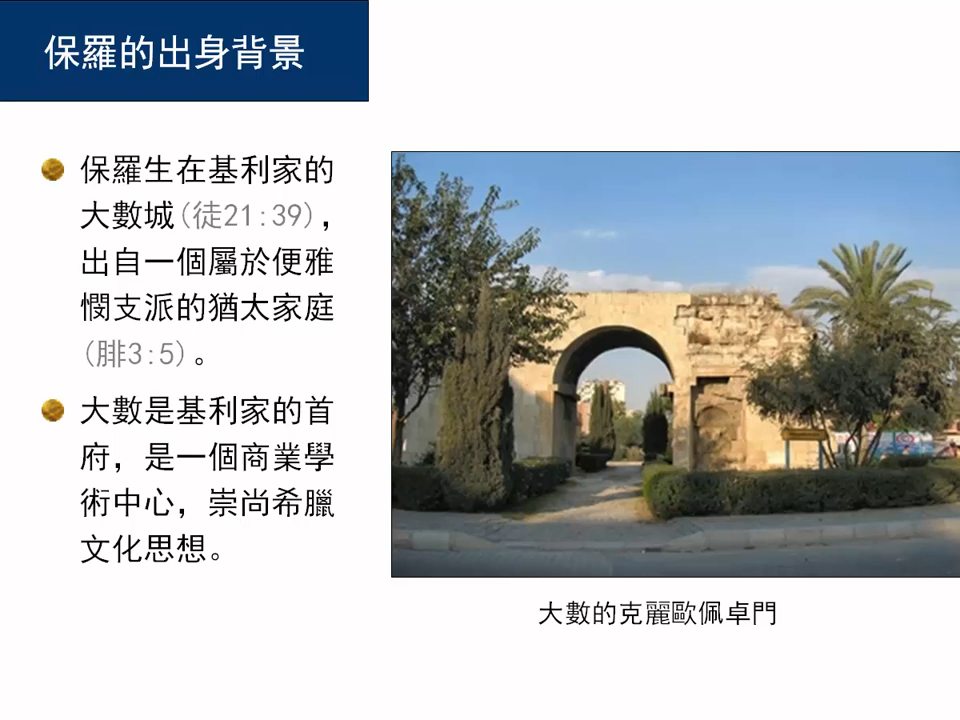 保羅的出身背景
保羅生在基利家的
大數城(徒21:39),
出自一個屬於便雅
憫支派的猶太家庭
(腓3:5)。
大數是基利家的首
府，是一個商業學
術中心，崇尚希臘
文化思想。
大數的克麗歐佩卓門